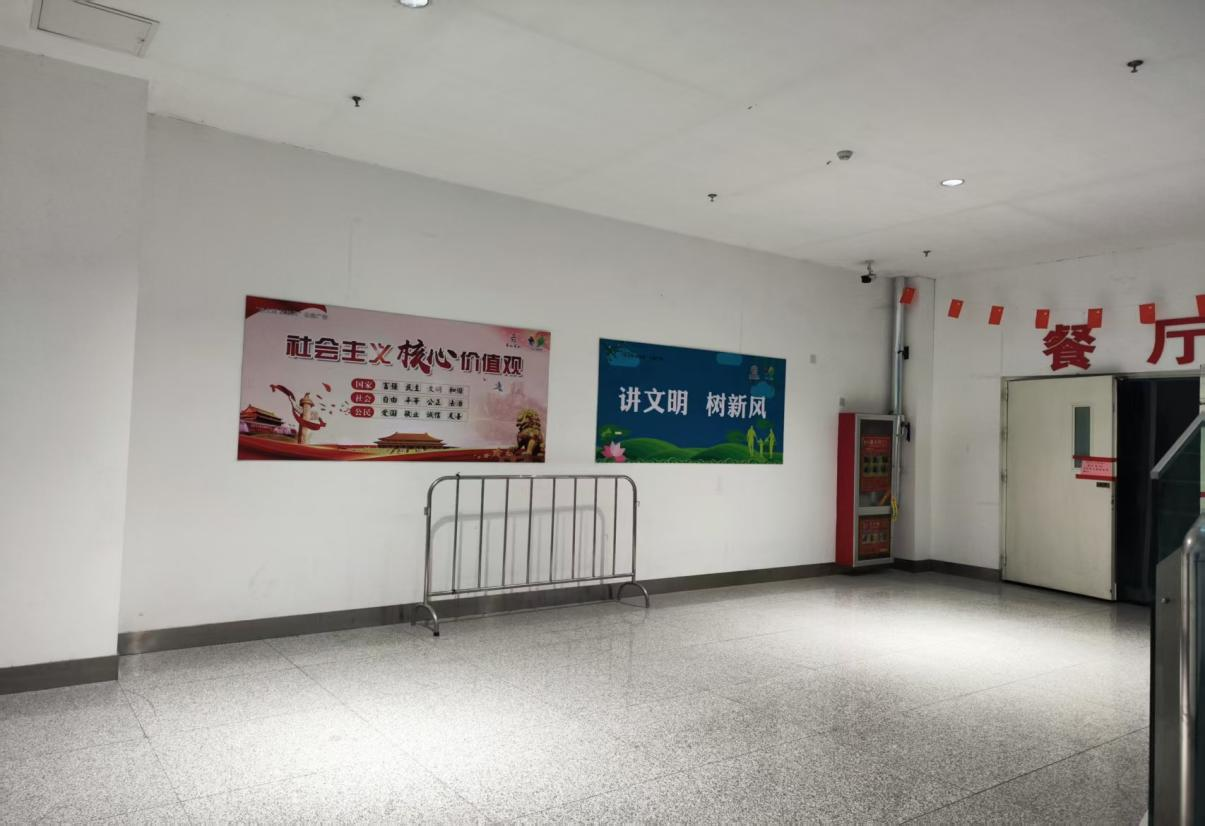 社会主义核心价值观
国家 富强 民主 文明 和谐
社会 自由 平等 公正 法治
公民 爱国 敬业 诚信 友善
讲文明 树新风
餐厅